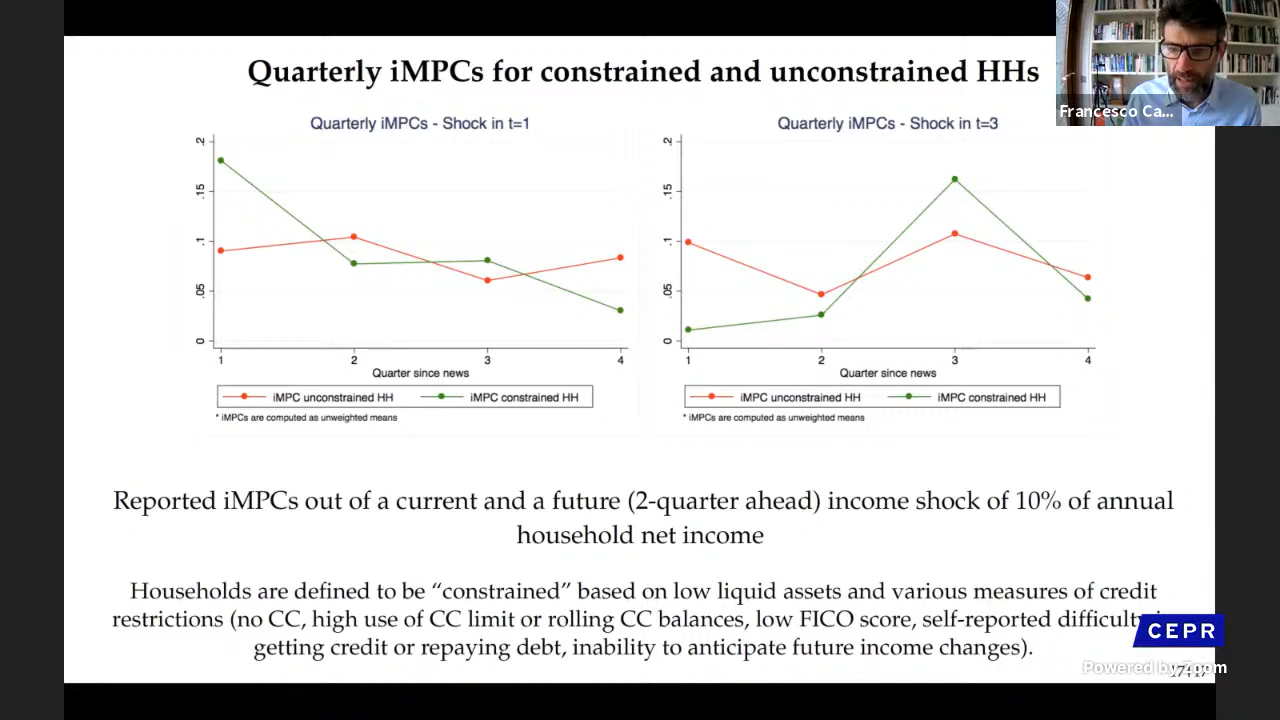 Quarterly iMPCs for constrained and unconstrained HHs
Francesco Ca...
Quarterly iMPCs - Shock in t=1
.2
.15
.1
.05
0
1 2 3 4
Quarter since news
iMPC unconstrained HH iMPC constrained HH
* iMPCs are computed as unweighted means
Quarterly iMPCs - Shock in t=3
.2
.15
.1
.05
0
1 2 3 4
Quarter since news
iMPC unconstrained HH iMPC constrained HH
* iMPCs are computed as unweighted means
Reported iMPCs out of a current and a future (2-quarter ahead) income shock of 10% of annual
household net income
Households are defined to be “constrained” based on low liquid assets and various measures of credit
restrictions (no CC, high use of CC limit or rolling CC balances, low FICO score, self-reported
getting credit or repaying debt, inability to anticipate future income changes).
CEPR
Powered by Zoom